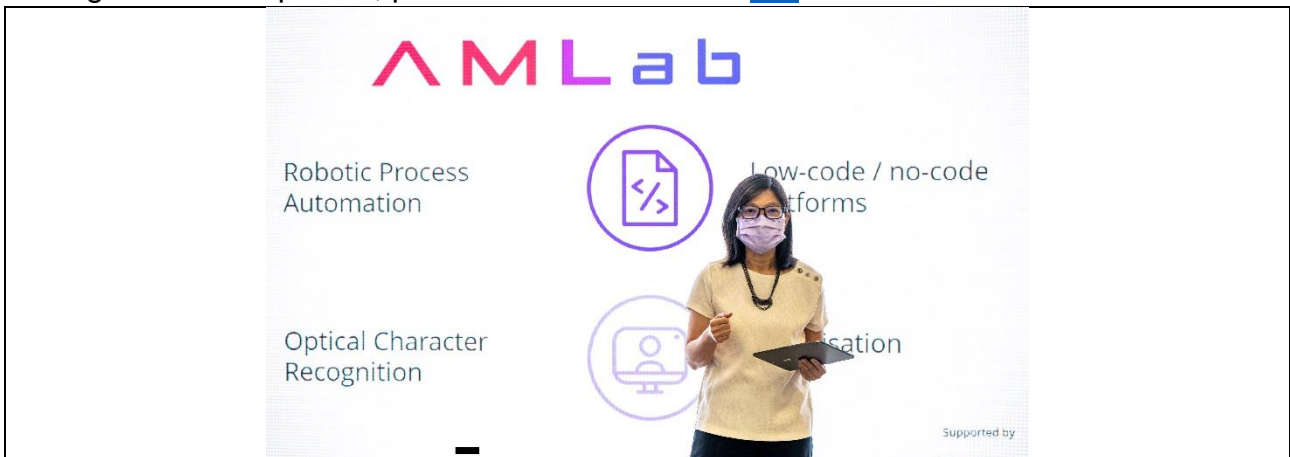 AMLab
Robotic Process
Automation
Low-code / no-code
Optical Character
Recognition
Supported by